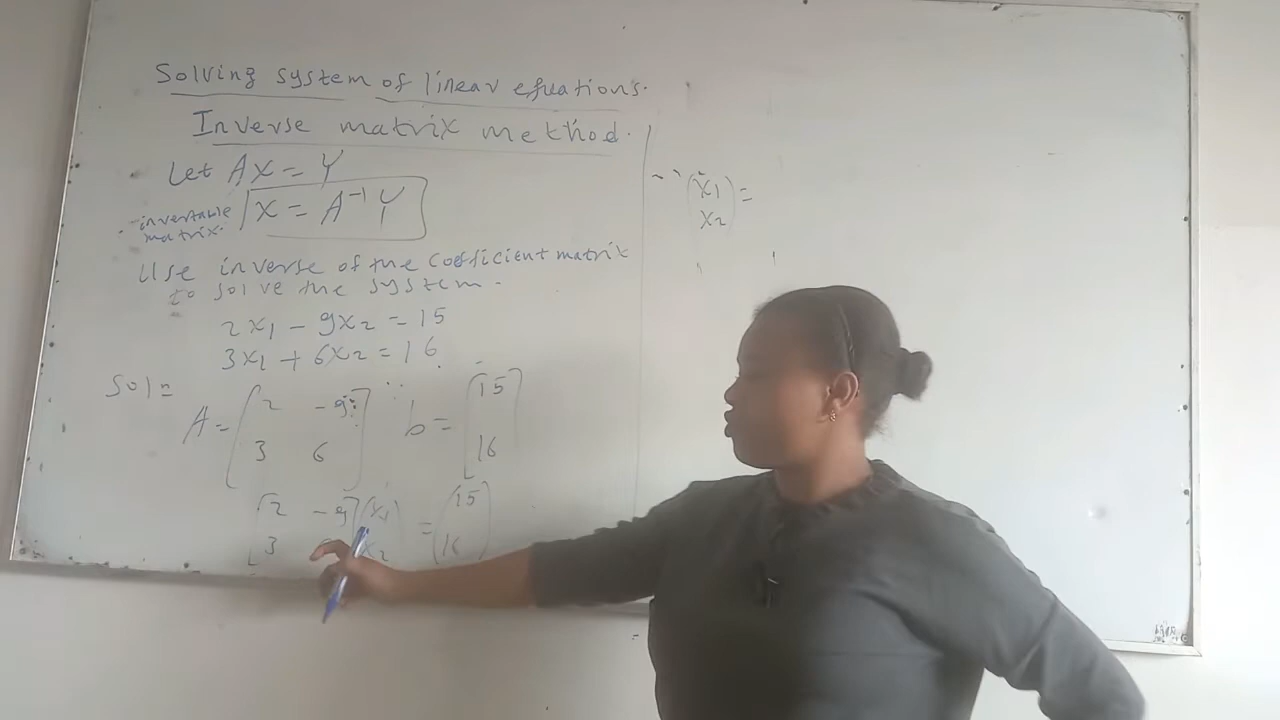 Solving system of linear equations.
Inverse matrix method.
Let AX = Y
invertable matrix.
X = A⁻¹ Y
Use inverse of the coefficient matrix
to solve the system.
2x₁ - 9x₂ = 15
3x₁ + 6x₂ = 16.
Soln
A = [2 -9
3 6]
b = [15
16]
[2 -9
3
(x₁
x₂) = (15
16)
(x₁
x₂) =